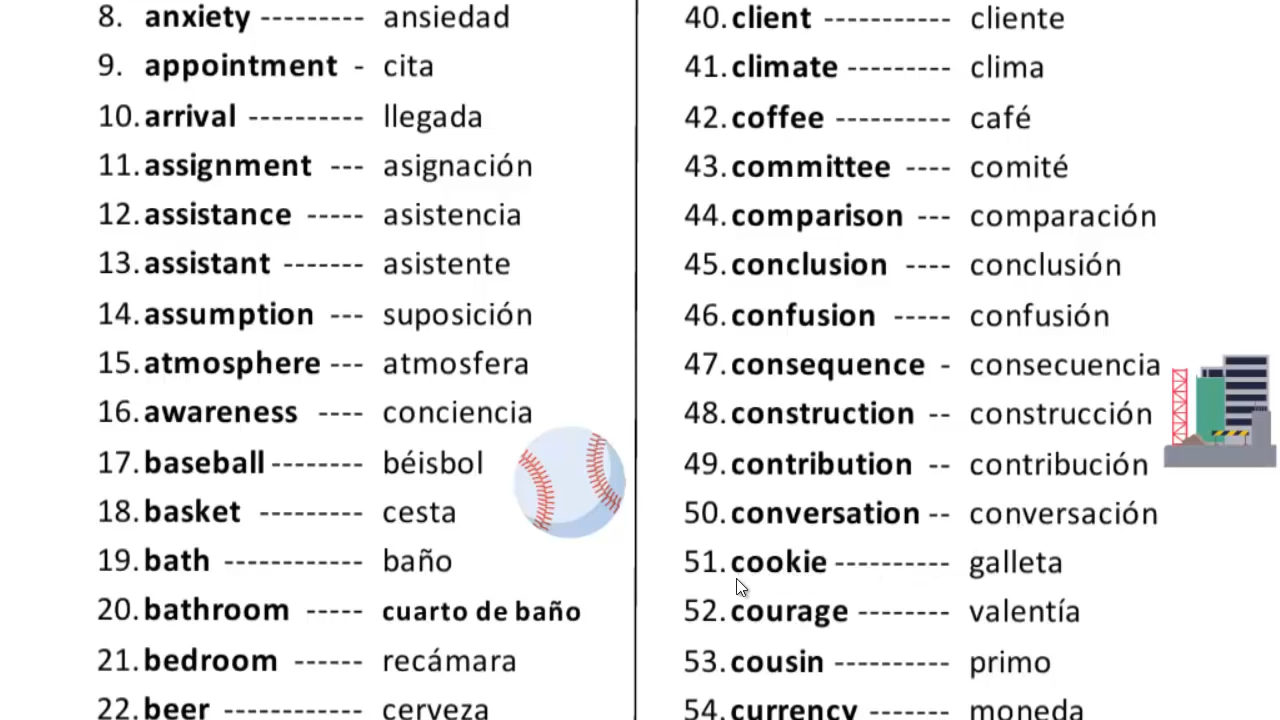 8. anxiety --------- ansiedad
9. appointment - cita
10. arrival ---------- llegada
11. assignment --- asignación
12. assistance ----- asistencia
13. assistant ------- asistente
14. assumption --- suposición
15. atmosphere --- atmosfera
16. awareness ---- conciencia
17. baseball -------- béisbol
18. basket --------- cesta
19. bath ------------ baño
20. bathroom ----- cuarto de baño
21. bedroom ------ recámara
22. beer ------------ cerveza
40. client ----------- cliente
41. climate --------- clima
42. coffee ---------- café
43. committee ---- comité
44. comparison --- comparación
45. conclusion ---- conclusión
46. confusion ----- confusión
47. consequence - consecuencia
48. construction -- construcción
49. contribution -- contribución
50. conversation -- conversación
51. cookie ---------- galleta
52. courage -------- valentía
53. cousin ---------- primo
54. currency ------- moneda